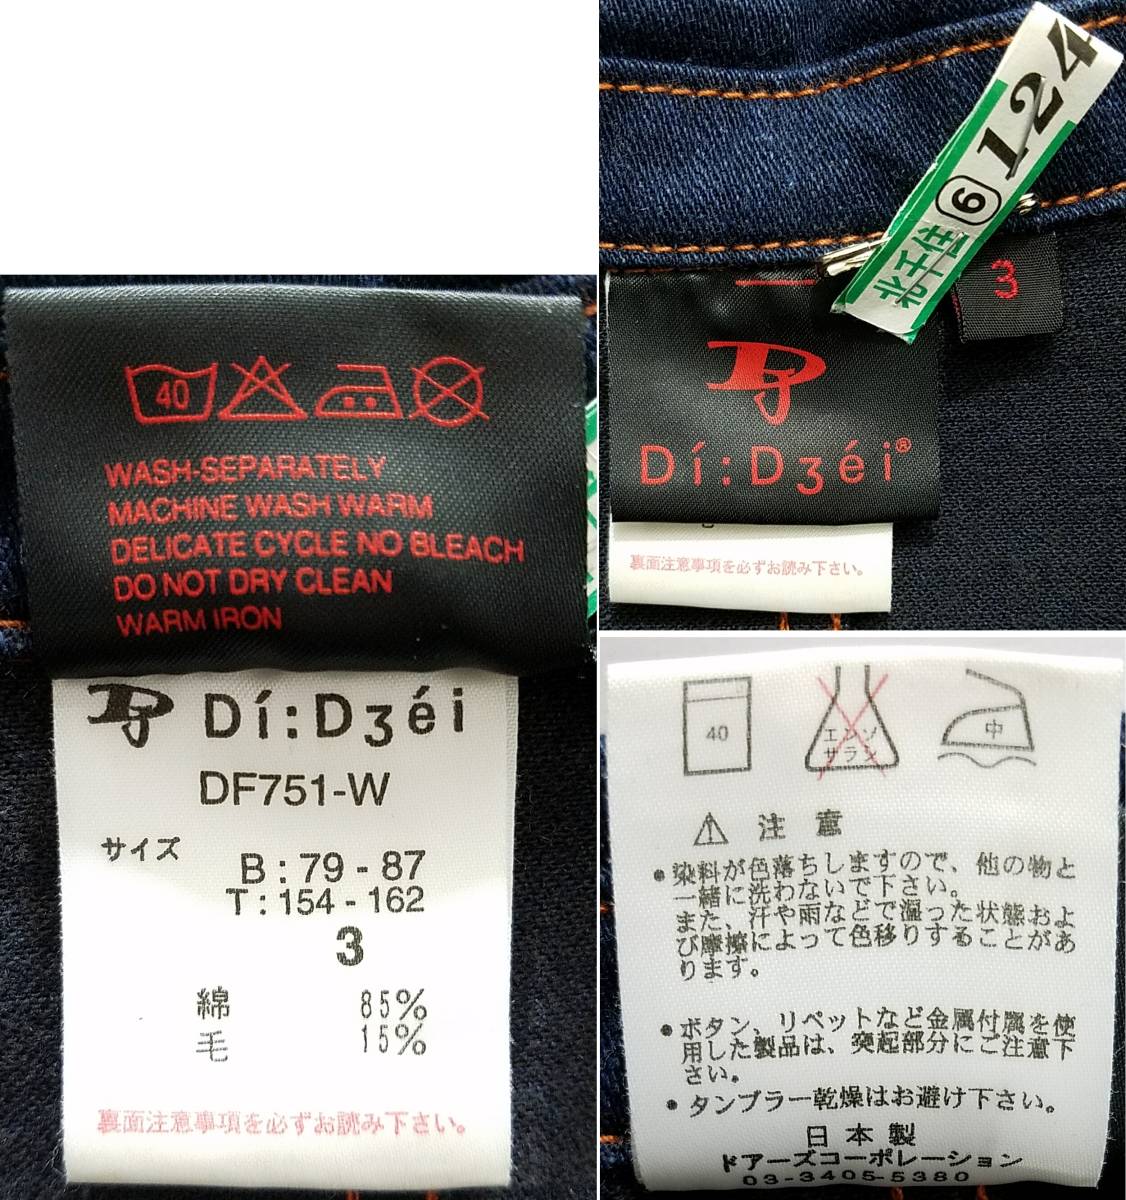 40
WASH-SEPARATELY
MACHINE WASH WARM
DELICATE CYCLE NO BLEACH
DO NOT DRY CLEAN
WARM IRON
Dí:Dʒéi
DF751-W
サイズ
B : 79 - 87
T : 154 - 162
3
綿 85%
毛 15%
裏面注意事項を必ずお読み下さい。
北千住 6 124
3
Dí:Dʒéi®
裏面注意事項を必ずお読み下さい。
40
エンソ
サラシ
中
注 意
•染料が色落ちしますので、他の物と
一緒に洗わないで下さい。
また、汗や雨などで湿った状態およ
び摩擦によって色移りすることがあ
ります。
•ボタン、リベットなど金属付属を使
用した製品は、突起部分にご注意下
さい。
•タンブラー乾燥はお避け下さい。
日本製
ドアーズコーポレーション
03-3405-5380